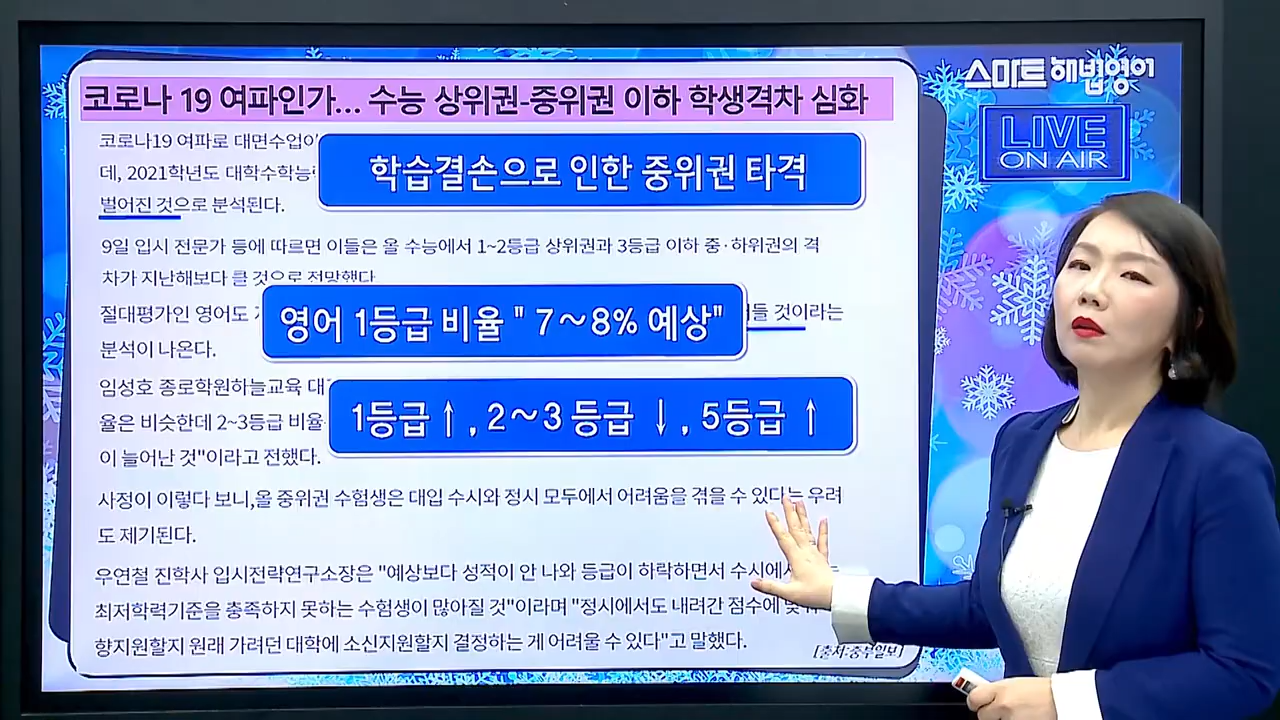 코로나 19 여파인가... 수능 상위권-중위권 이하 학생격차 심화
스마트 해법영어
LIVE
ON AIR
코로나19 여파로 대면수업이
학습결손으로 인한 중위권 타격
데, 2021학년도 대학수학능력
벌어진 것으로 분석된다.
9일 입시 전문가 등에 따르면 이들은 올 수능에서 1~2등급 상위권과 3등급 이하 중·하위권의 격
차가 지난해보다 클 것으로 전망했다
절대평가인 영어도
영어 1등급 비율 " 7～8% 예상"
것이라는
분석이 나온다.
임성호 종로학원하늘교육
1등급↑, 2～3 등급 ↓, 5등급 ↑
율은 비슷한데 2~3등급 비율
이 늘어난 것"이라고 전했다.
사정이 이렇다 보니,올 중위권 수험생은 대입 수시와 정시 모두에서 어려움을 겪을 수 있다는 우려
도 제기된다.
우연철 진학사 입시전략연구소장은 "예상보다 성적이 안 나와 등급이 하락하면서 수시에서
최저학력기준을 충족하지 못하는 수험생이 많아질 것"이라며 "정시에서도 내려간 점수에
향지원할지 원래 가려던 대학에 소신지원할지 결정하는 게 어려울 수 있다"고 말했다.
[출처:중부일보]